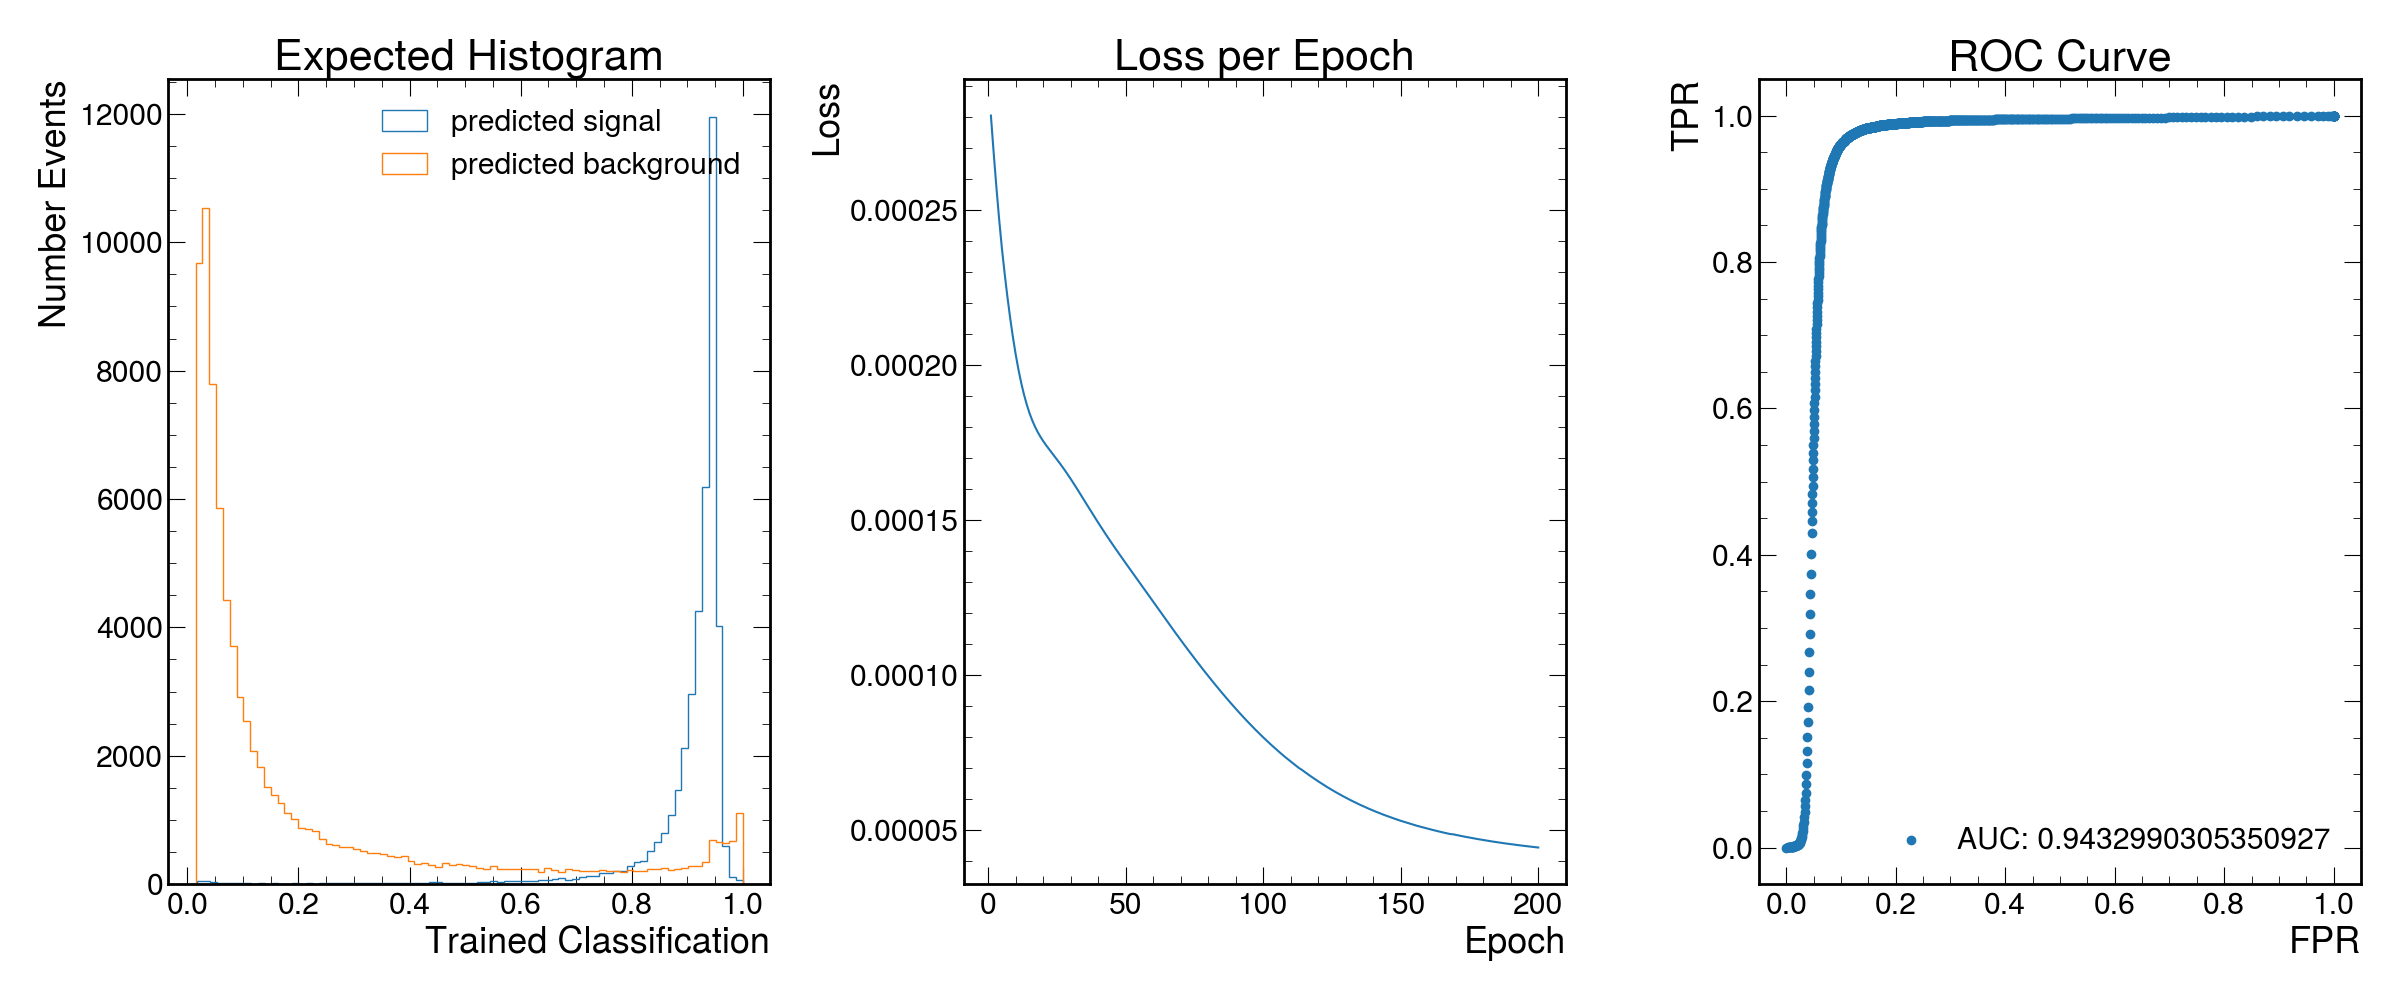 Expected Histogram
Number Events
12000
10000
8000
6000
4000
2000
0
predicted signal
predicted background
0.0 0.2 0.4 0.6 0.8 1.0
Trained Classification
Loss per Epoch
Loss
0.00025
0.00020
0.00015
0.00010
0.00005
0 50 100 150 200
Epoch
ROC Curve
TPR
1.0
0.8
0.6
0.4
0.2
0.0
AUC: 0.9432990305350927
0.0 0.2 0.4 0.6 0.8 1.0
FPR